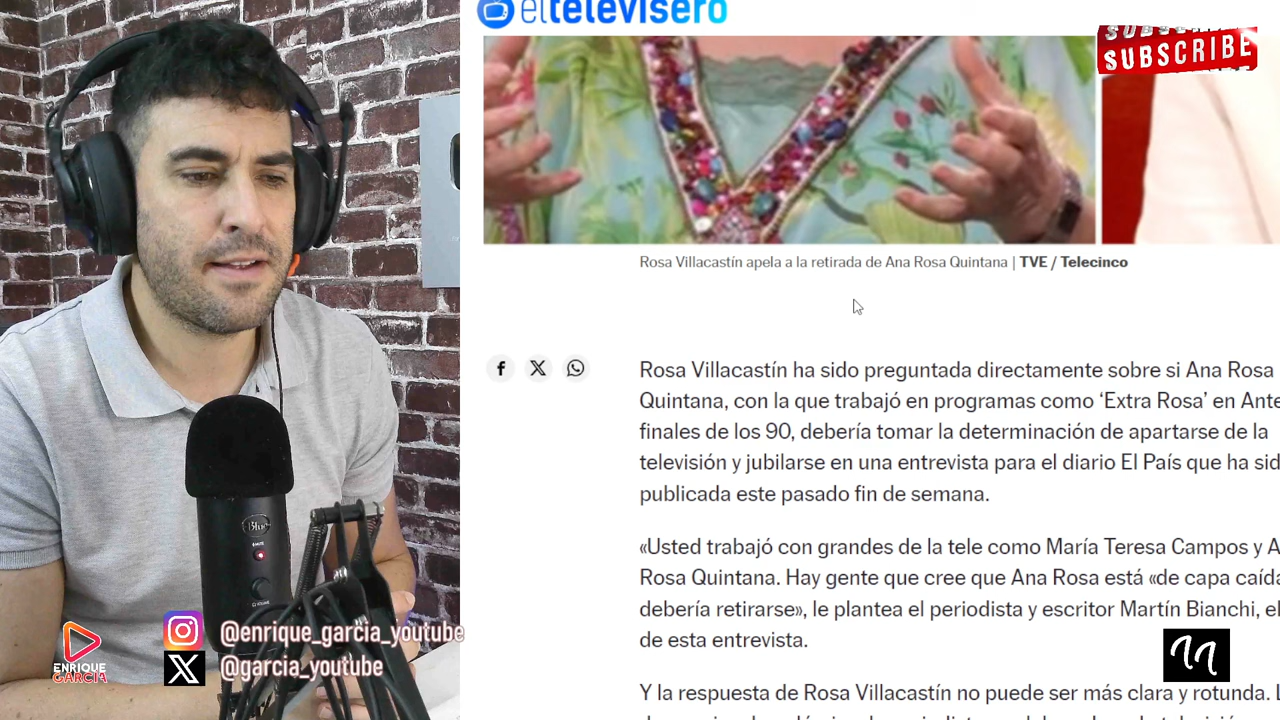 eltelevisero
SUBSCRIBE
Rosa Villacastín apela a la retirada de Ana Rosa Quintana | TVE / Telecinco
Rosa Villacastín ha sido preguntada directamente sobre si Ana Rosa
Quintana, con la que trabajó en programas como ‘Extra Rosa’ en Ante
finales de los 90, debería tomar la determinación de apartarse de la
televisión y jubilarse en una entrevista para el diario El País que ha sid
publicada este pasado fin de semana.
«Usted trabajó con grandes de la tele como María Teresa Campos y A
Rosa Quintana. Hay gente que cree que Ana Rosa está «de capa caída
debería retirarse», le plantea el periodista y escritor Martín Bianchi, el
de esta entrevista.
Y la respuesta de Rosa Villacastín no puede ser más clara y rotunda.
Blue
ENRIQUE
GARCIA
@enrique_garcia_youtube
@garcia_youtube